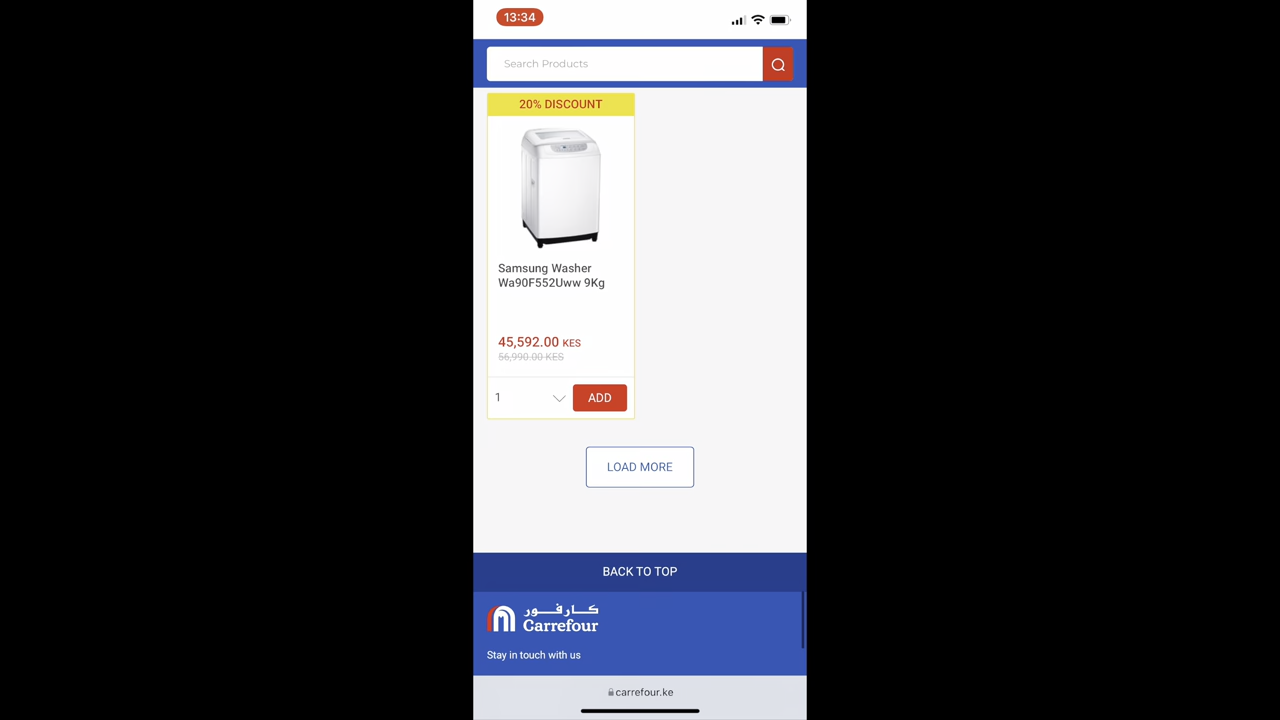 13:34
Search Products
20% DISCOUNT
Samsung Washer
Wa90F552Uww 9Kg
45,592.00 KES
56,990.00 KES
1
ADD
LOAD MORE
BACK TO TOP
كارفور
Carrefour
Stay in touch with us
carrefour.ke